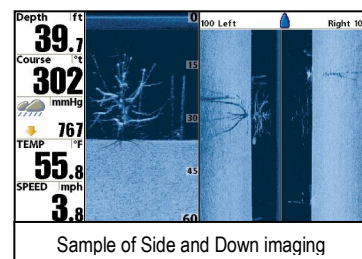 Depth ft
39.7
Course °t
302
mmHg
767
TEMP °F
55.8
SPEED mph
3.8
0
15
30
45
60
100 Left
Right 10
Sample of Side and Down imaging